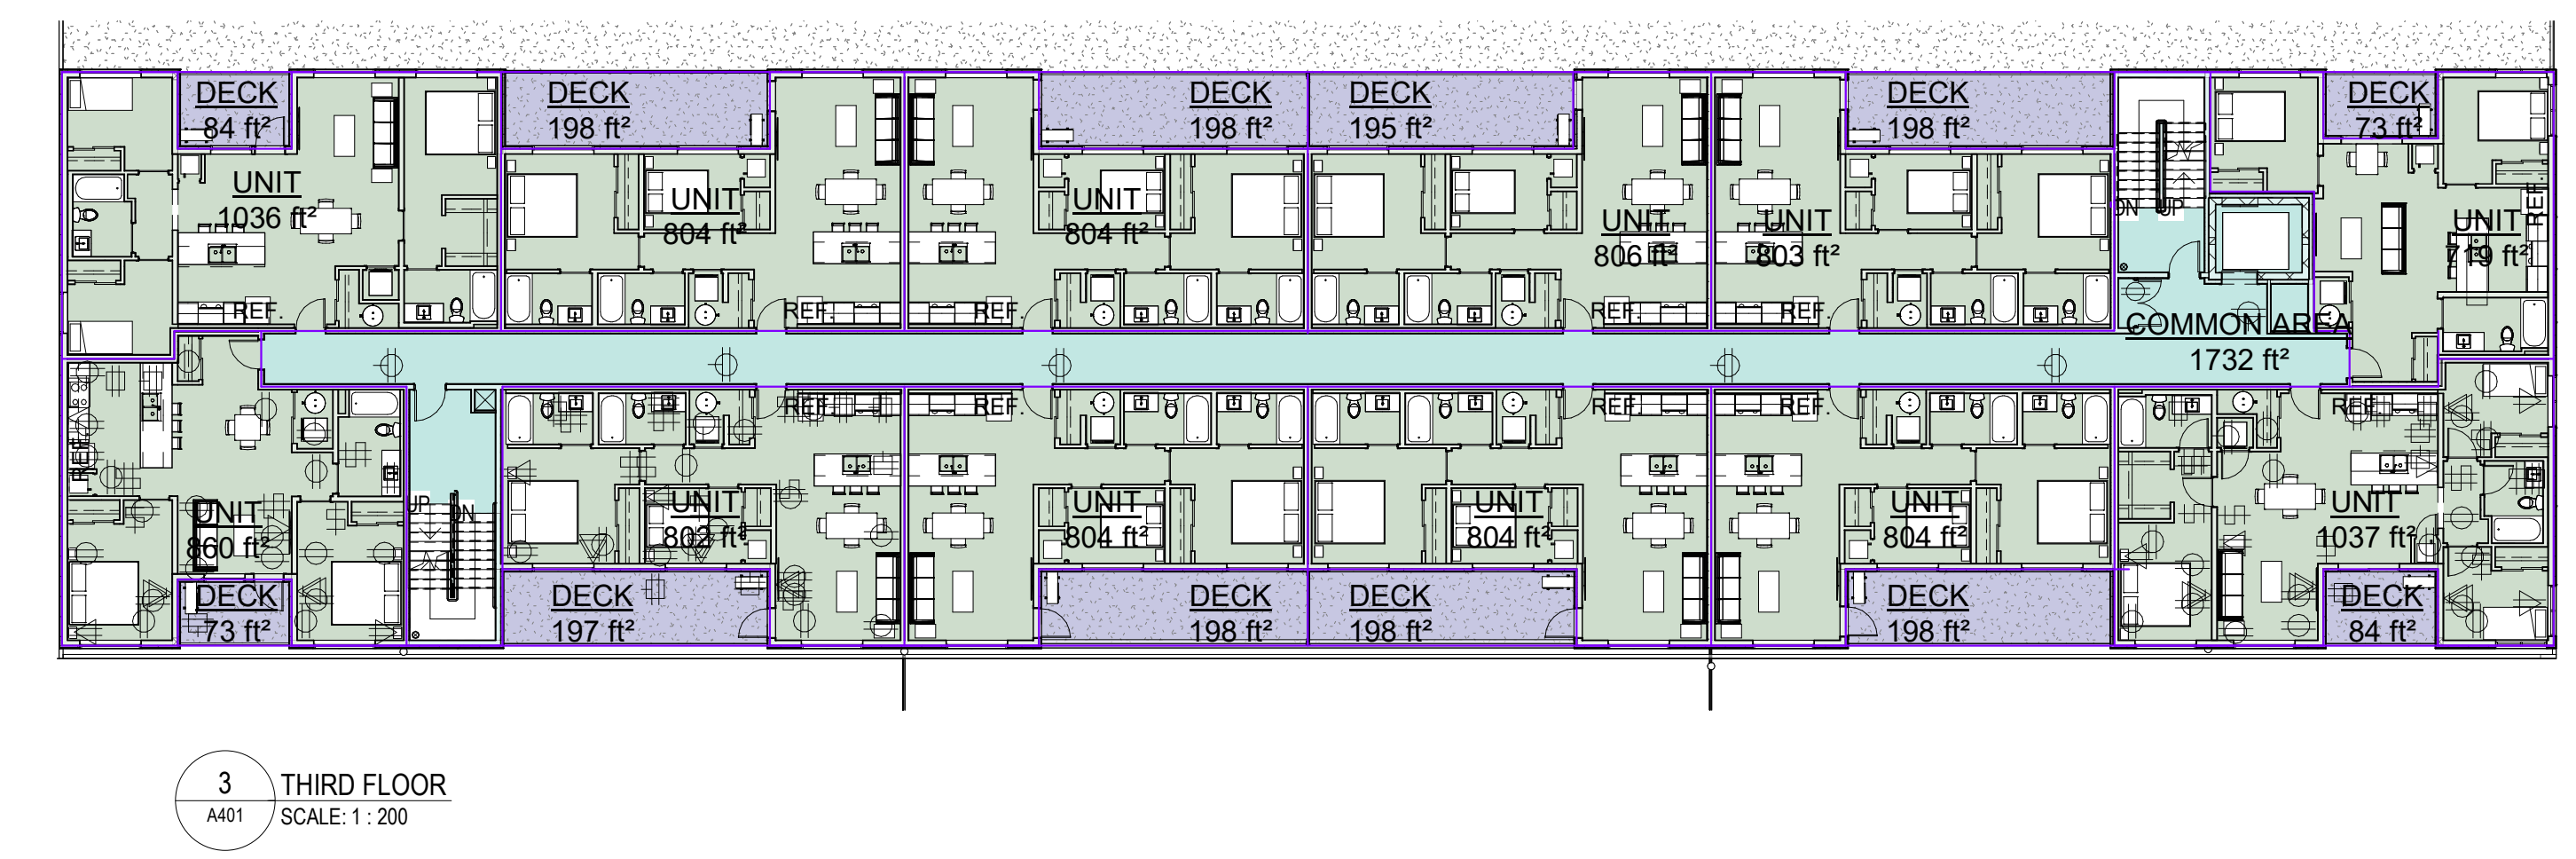 DECK
84 ft²
DECK
198 ft²
DECK
198 ft²
DECK
195 ft²
DECK
198 ft²
DECK
73 ft²
UNIT
1036 ft²
UNIT
804 ft²
UNIT
804 ft²
UNIT
806 ft²
UNIT
803 ft²
DN UP
UNIT
719 ft²
REF.
REF.
REF.
REF.
REF.
REF.
COMMON AREA
1732 ft²
REF.
REF.
REF.
REF.
REF.
REF.
UP DN
UNIT
860 ft²
UNIT
802 ft²
UNIT
804 ft²
UNIT
804 ft²
UNIT
804 ft²
UNIT
1037 ft²
DECK
73 ft²
DECK
197 ft²
DECK
198 ft²
DECK
198 ft²
DECK
198 ft²
DECK
84 ft²
3
A401
THIRD FLOOR
SCALE: 1 : 200